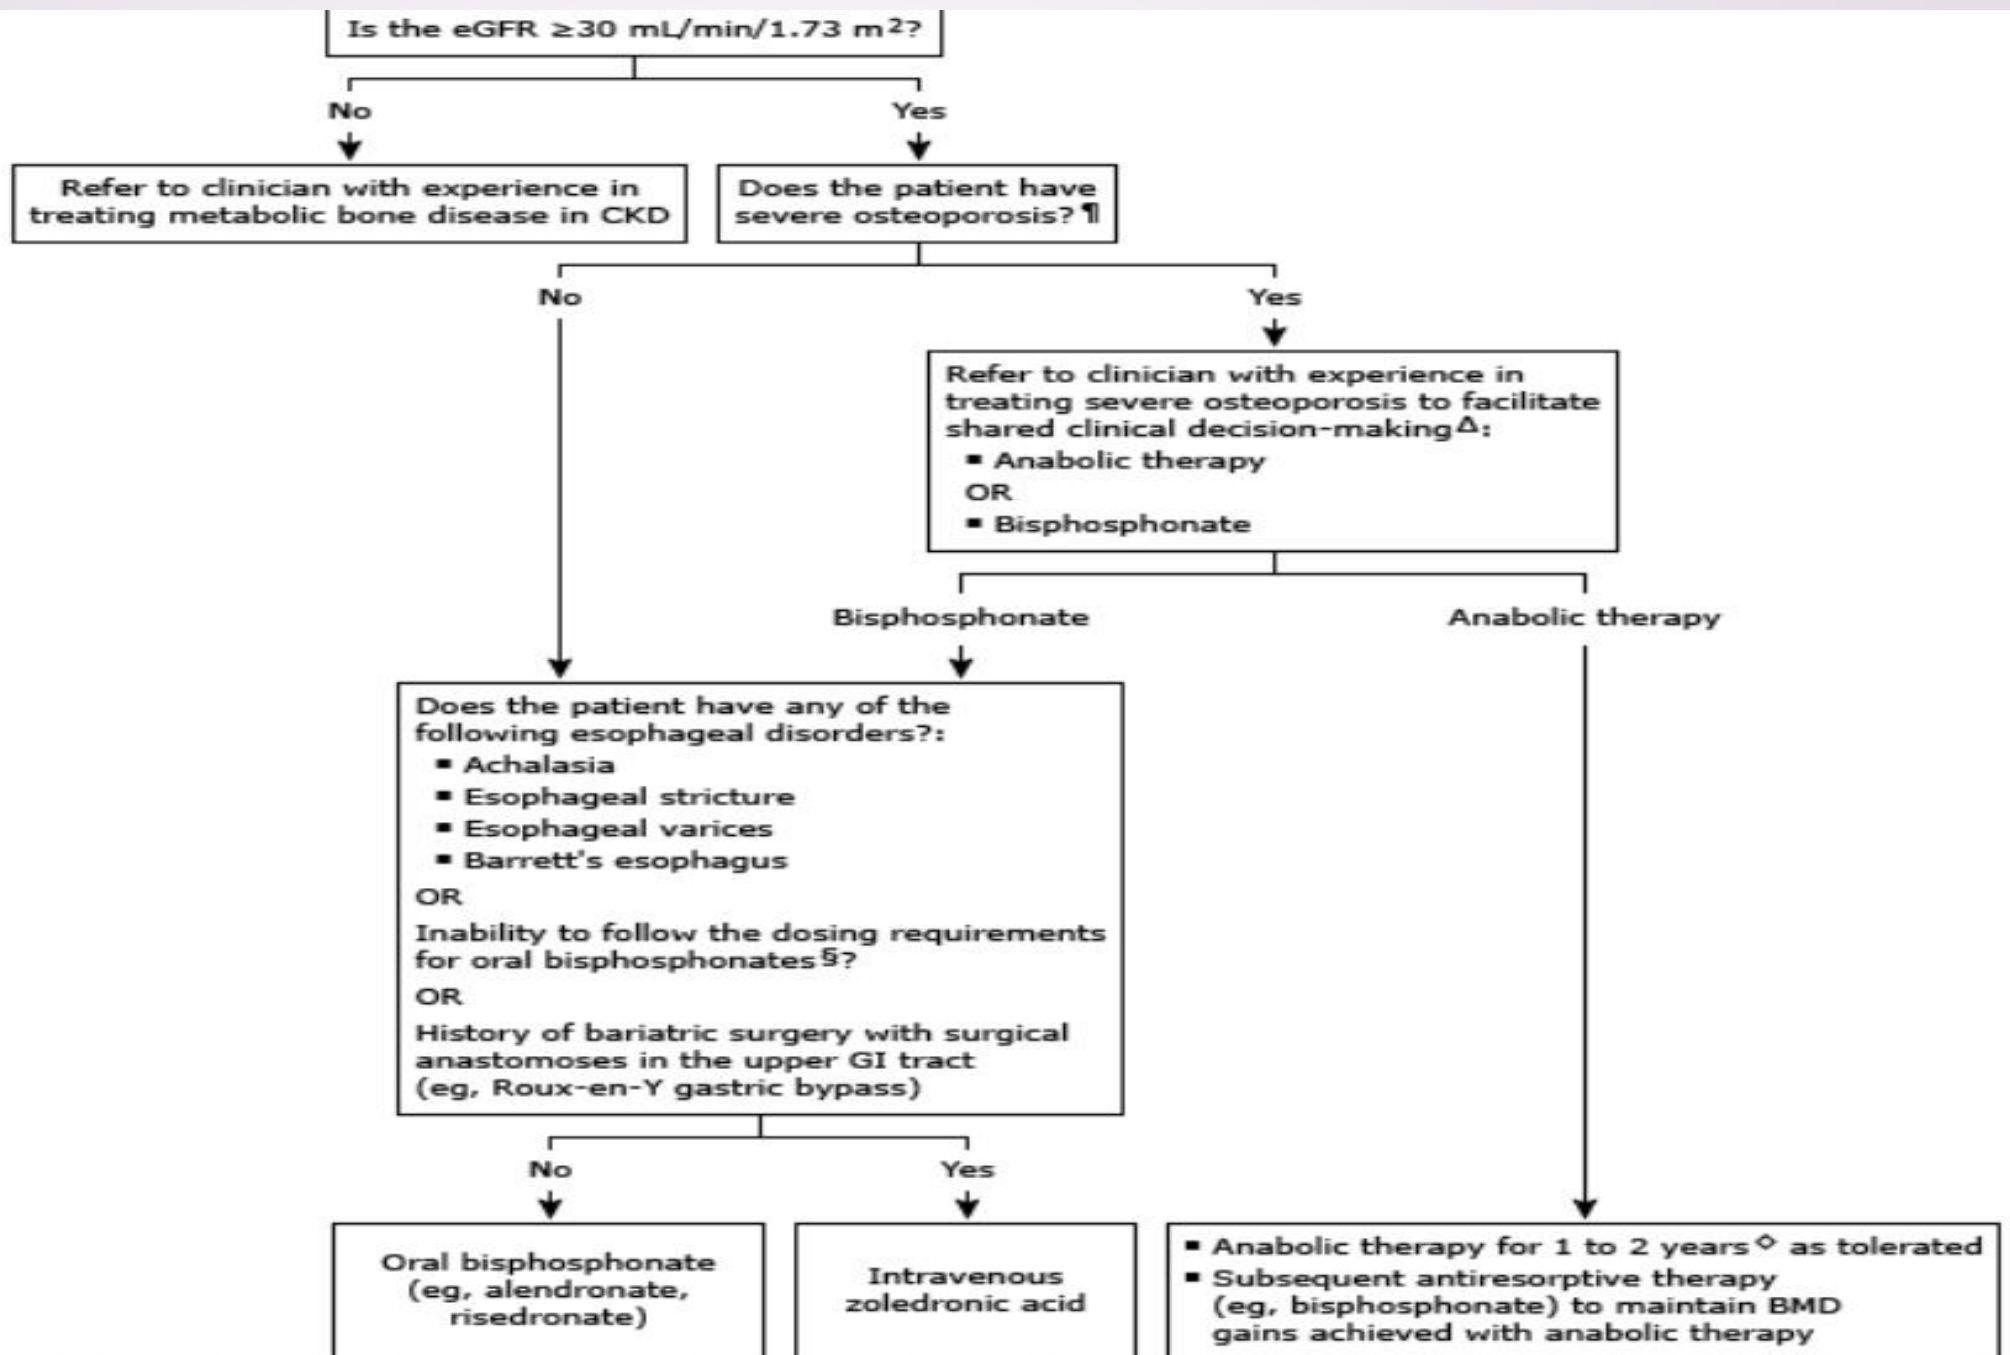 Is the eGFR ≥30 mL/min/1.73 m²?
No
Yes
Refer to clinician with experience in
treating metabolic bone disease in CKD
Does the patient have
severe osteoporosis?¶
No
Yes
Refer to clinician with experience in
treating severe osteoporosis to facilitate
shared clinical decision-makingΔ:
▪ Anabolic therapy
OR
▪ Bisphosphonate
Bisphosphonate
Anabolic therapy
Does the patient have any of the
following esophageal disorders?:
▪ Achalasia
▪ Esophageal stricture
▪ Esophageal varices
▪ Barrett's esophagus
OR
Inability to follow the dosing requirements
for oral bisphosphonates§?
OR
History of bariatric surgery with surgical
anastomoses in the upper GI tract
(eg, Roux-en-Y gastric bypass)
No
Yes
Oral bisphosphonate
(eg, alendronate,
risedronate)
Intravenous
zoledronic acid
▪ Anabolic therapy for 1 to 2 years◇ as tolerated
▪ Subsequent antiresorptive therapy
(eg, bisphosphonate) to maintain BMD
gains achieved with anabolic therapy